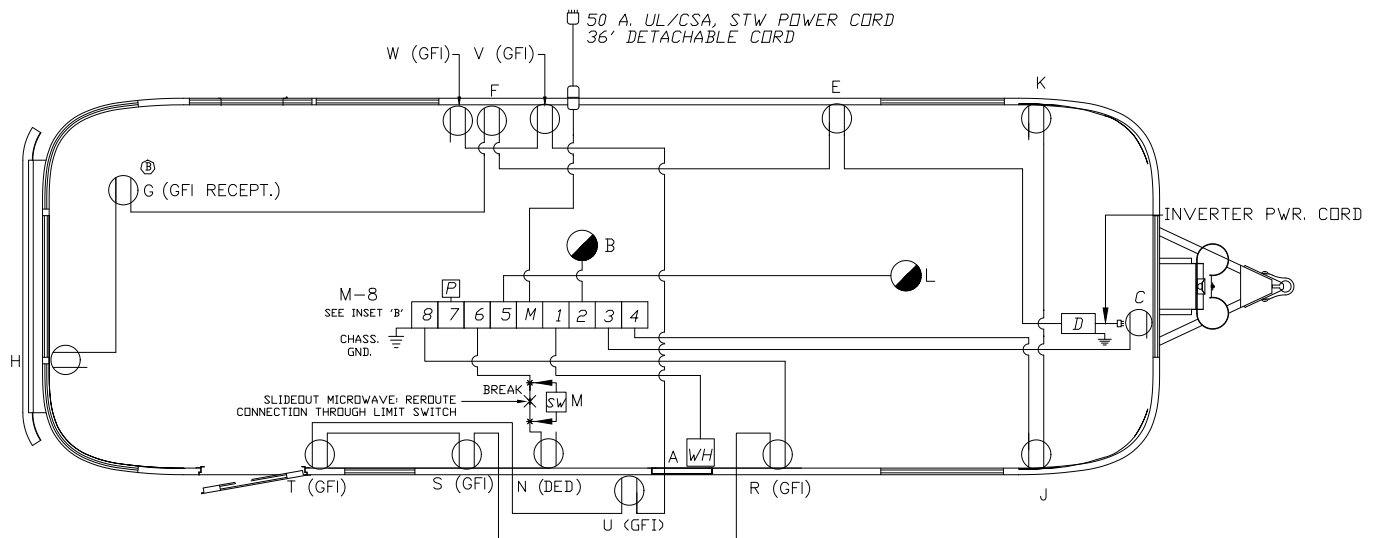 50 A. UL/CSA, STW POWER CORD
36' DETACHABLE CORD
W (GFI)
V (GFI)
F
E
K
B
G (GFI RECEPT.)
INVERTER PWR. CORD
B
L
M-8
SEE INSET 'B'
P
8 7 6 5 M 1 2 3 4
C
D
CHASS.
GND.
H
BREAK
SLIDEOUT MICROWAVE: REROUTE
CONNECTION THROUGH LIMIT SWITCH
SW M
A
WH
T (GFI)
S (GFI)
N (DED)
R (GFI)
J
U (GFI)